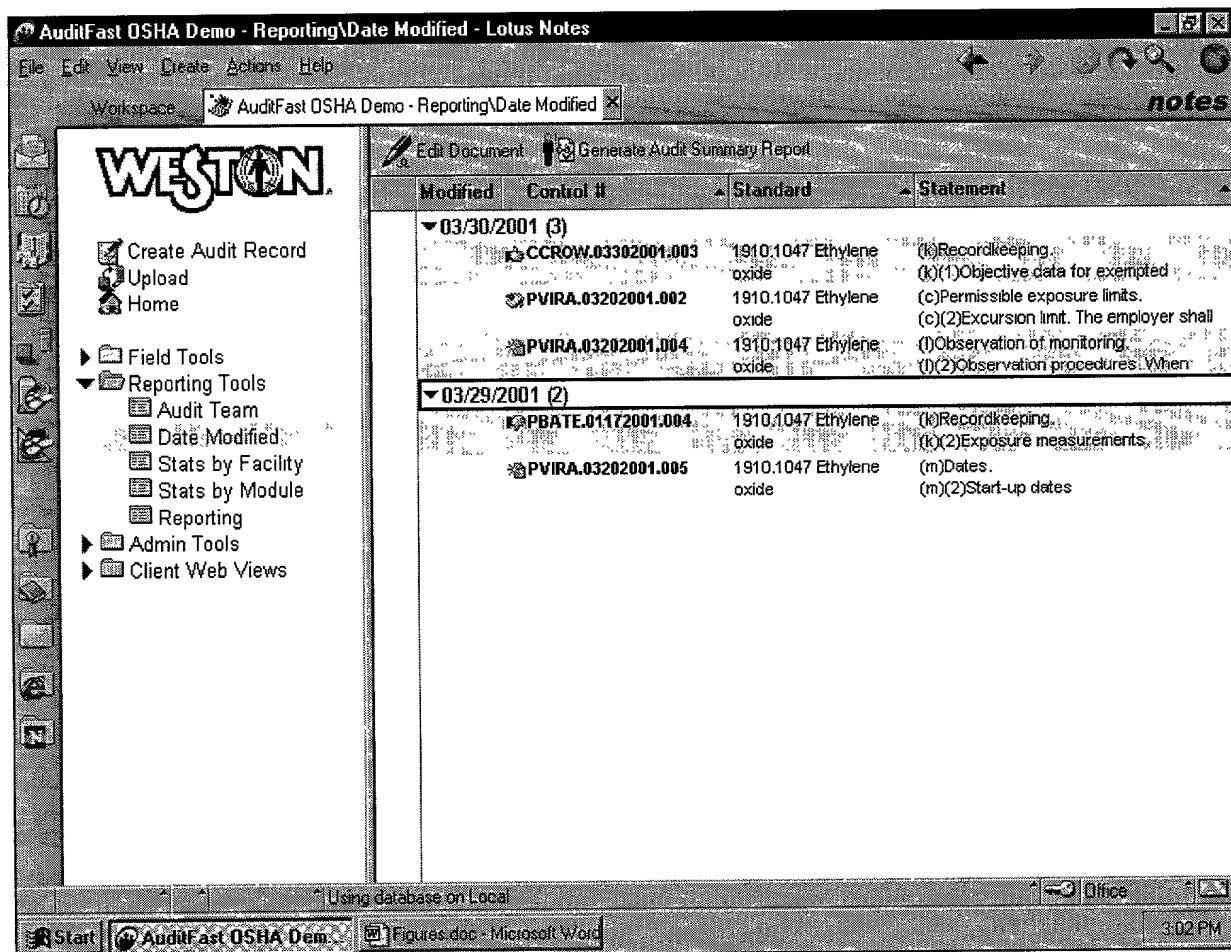 AuditFast OSHA Demo - Reporting\Date Modified - Lotus Notes
File Edit View Create Actions Help
Workspace
AuditFast OSHA Demo - Reporting\Date Modified
notes
WESTON.
Create Audit Record
Upload
Home
Field Tools
Reporting Tools
Audit Team
Date Modified
Stats by Facility
Stats by Module
Reporting
Admin Tools
Client Web Views
Edit Document Generate Audit Summary Report
Modified Control # Standard Statement
03/30/2001 (3)
CCROW.03302001.003 1910.1047 Ethylene (k)Recordkeeping.
oxide (k)(1)Objective data for exempted
PVIRA.03202001.002 1910.1047 Ethylene (c)Permissible exposure limits.
oxide (c)(2)Excursion limit. The employer shall
PVIRA.03202001.004 1910.1047 Ethylene (l)Observation of monitoring.
oxide (l)(2)Observation procedures. When
03/29/2001 (2)
PBATE.01172001.004 1910.1047 Ethylene (k)Recordkeeping.
oxide (k)(2)Exposure measurements.
PVIRA.03202001.005 1910.1047 Ethylene (m)Dates.
oxide (m)(2)Start-up dates
Using database on Local
Office
Start
AuditFast OSHA Dem...
Figures doc - Microsoft Word
3:02 PM